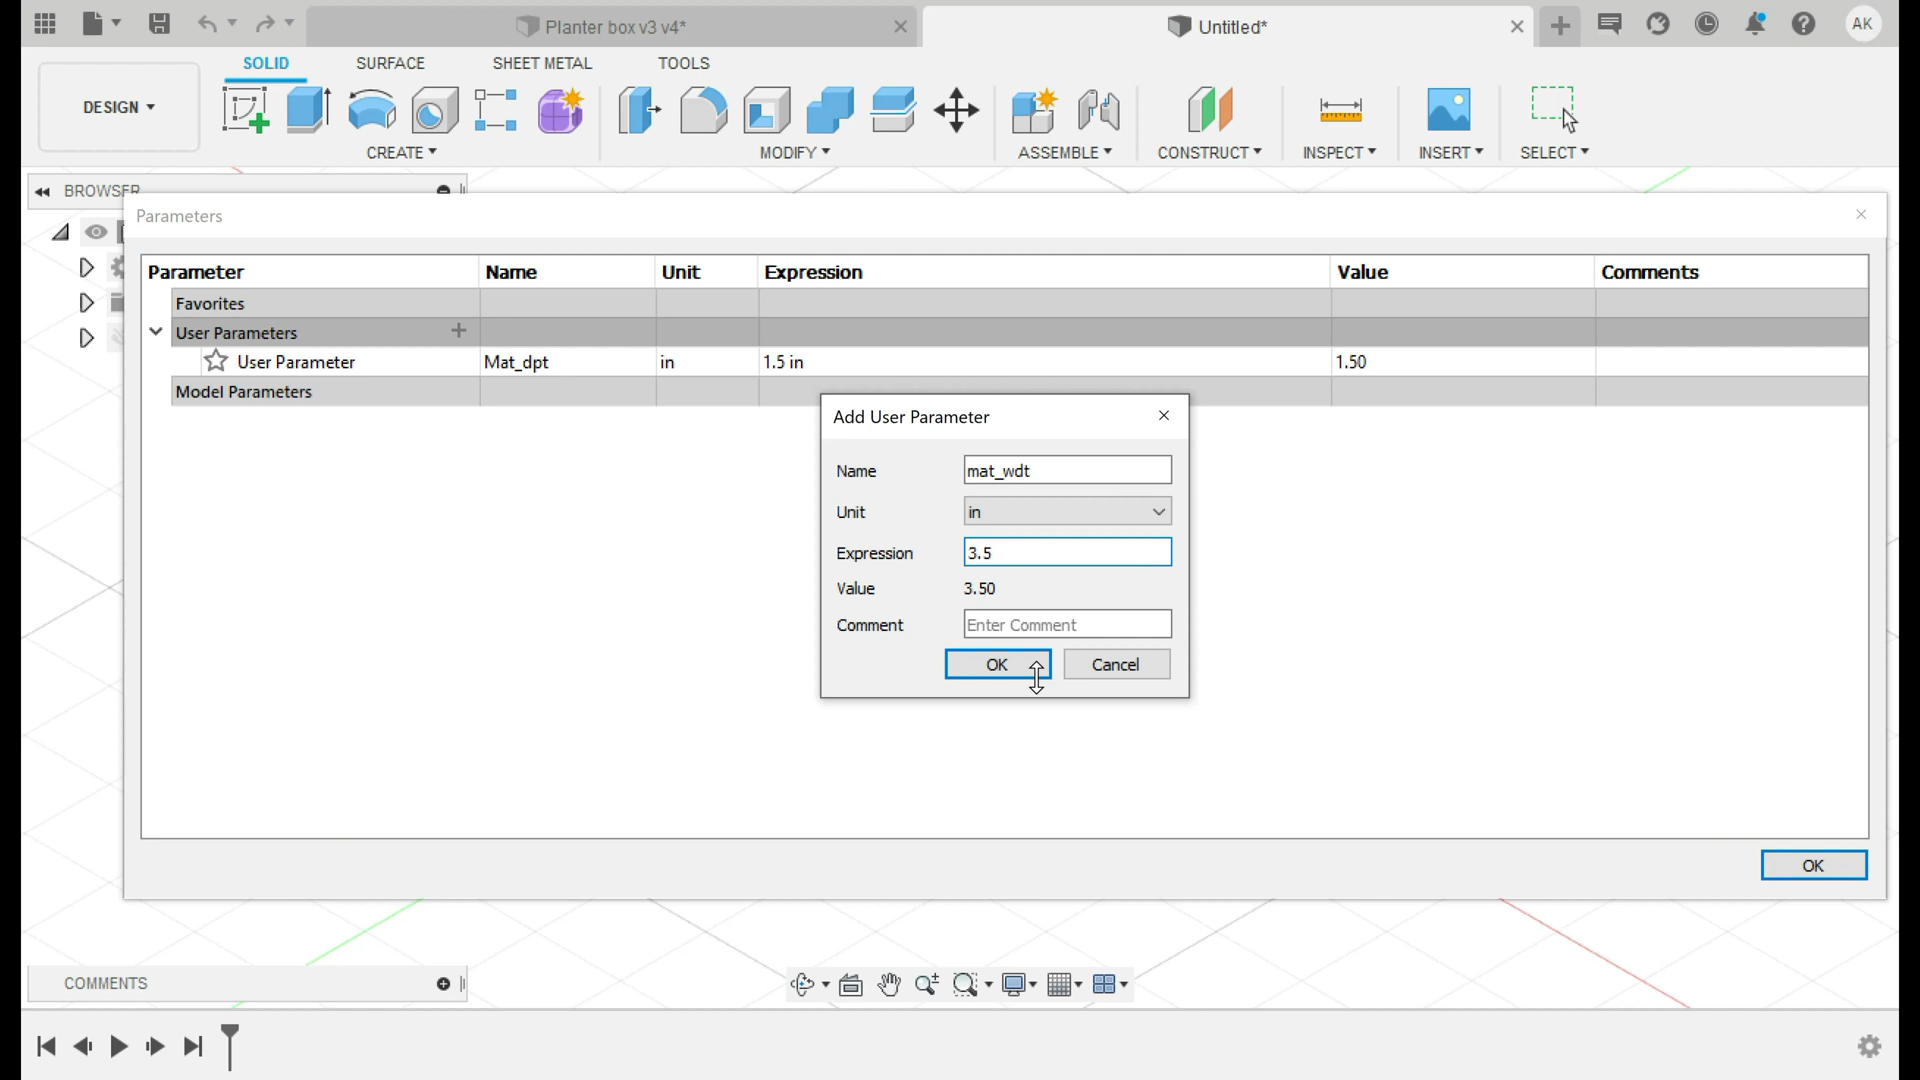 Planter box v3 v4*
Untitled*
AK
SOLID
SURFACE
SHEET METAL
TOOLS
DESIGN
CREATE
MODIFY
ASSEMBLE
CONSTRUCT
INSPECT
INSERT
SELECT
BROWSER
Parameters
Parameter Name Unit Expression Value Comments
Favorites
User Parameters
User Parameter Mat_dpt in 1.5 in 1.50
Model Parameters
Add User Parameter
Name mat_wdt
Unit in
Expression 3.5
Value 3.50
Comment Enter Comment
OK Cancel
OK
COMMENTS